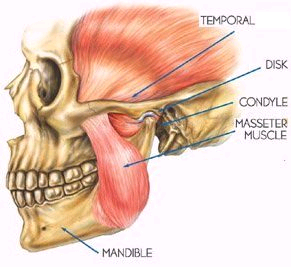 TEMPORAL
DISK
CONDYLE
MASSETER
MUSCLE
MANDIBLE